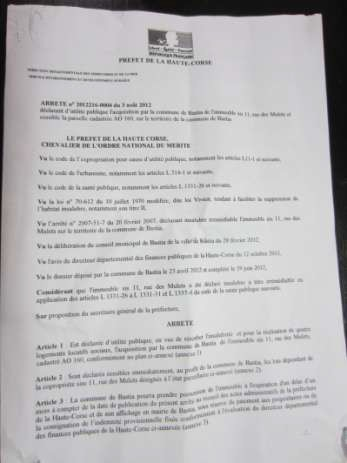 PREFET DE LA HAUTE-CORSE
ARRETE n° 2012216-0004 du 3 août 2012
déclarant d'utilité publique l'acquisition par la commune de Bastia de l'immeuble sis 11, rue des Mulets et
cessible la parcelle cadastrée AO 160, sur le territoire de la commune de Bastia.
LE PREFET DE LA HAUTE CORSE,
CHEVALIER DE L'ORDRE NATIONAL DU MERITE
Vu le code de l'expropriation pour cause d'utilité publique, notamment les articles L11-1 et suivants,
Vu le code de l'urbanisme, notamment les articles L 314-1 et suivants,
Vu le code de la santé publique, notamment les articles L 1331-26 et suivants,
Vu la loi n° 70-612 du 10 juillet 1970 modifiée, dite loi Vivien, tendant à faciliter la suppression de
l'habitat insalubre, notamment son titre II,
Vu l'arrêté n° 2007-51-7 du 20 février 2007, déclarant insalubre irrémédiable l'immeuble sis 11, rue des
Mulets sur le territoire de la commune de Bastia,
Vu la délibération du conseil municipal de Bastia de la ville de Bastia du 28 février 2012,
Vu l'avis du directeur départemental des finances publiques de la Haute-Corse du 12 octobre 2011,
Vu le dossier déposé par la commune de Bastia le 23 avril 2012 et complété le 29 juin 2012,
Considérant que l'immeuble sis 11, rue des Mulets a été déclaré insalubre à titre irrémédiable en
application des articles L 1331-26 à L 1331-31 et L 1337-4 du code de la santé publique suivant,
Sur proposition du secrétaire général de la préfecture,
ARRETE
Article 1 : Est déclarée d'utilité publique, en vue de résorber l'insalubrité et pour la réalisation de quatre
logements locatifs sociaux, l'acquisition par la commune de Bastia de l'immeuble sis 11, rue des Mulets
cadastré AO 160, conformément au plan ci-annexé (annexe 1).
Article 2 : Sont déclarés cessibles immédiatement, au profit de la commune de Bastia, les lots dépendant de
la copropriété sise 11, rue des Mulets désignés à l'état parcellaire ci-annexé (annexe 2).
Article 3 : La commune de Bastia pourra prendre possession de l'immeuble à l'expiration d'un délai d'un
mois à compter de la date de publication du présent arrêté au recueil des actes administratifs de la préfecture
de la Haute-Corse et de son affichage en mairie de Bastia, sous réserve du paiement aux propriétaires ou de
la consignation de l'indemnité provisionnelle fixée conformément à l'évaluation du directeur départemental
des finances publiques de la Haute-Corse ci-annexée (annexe 3).